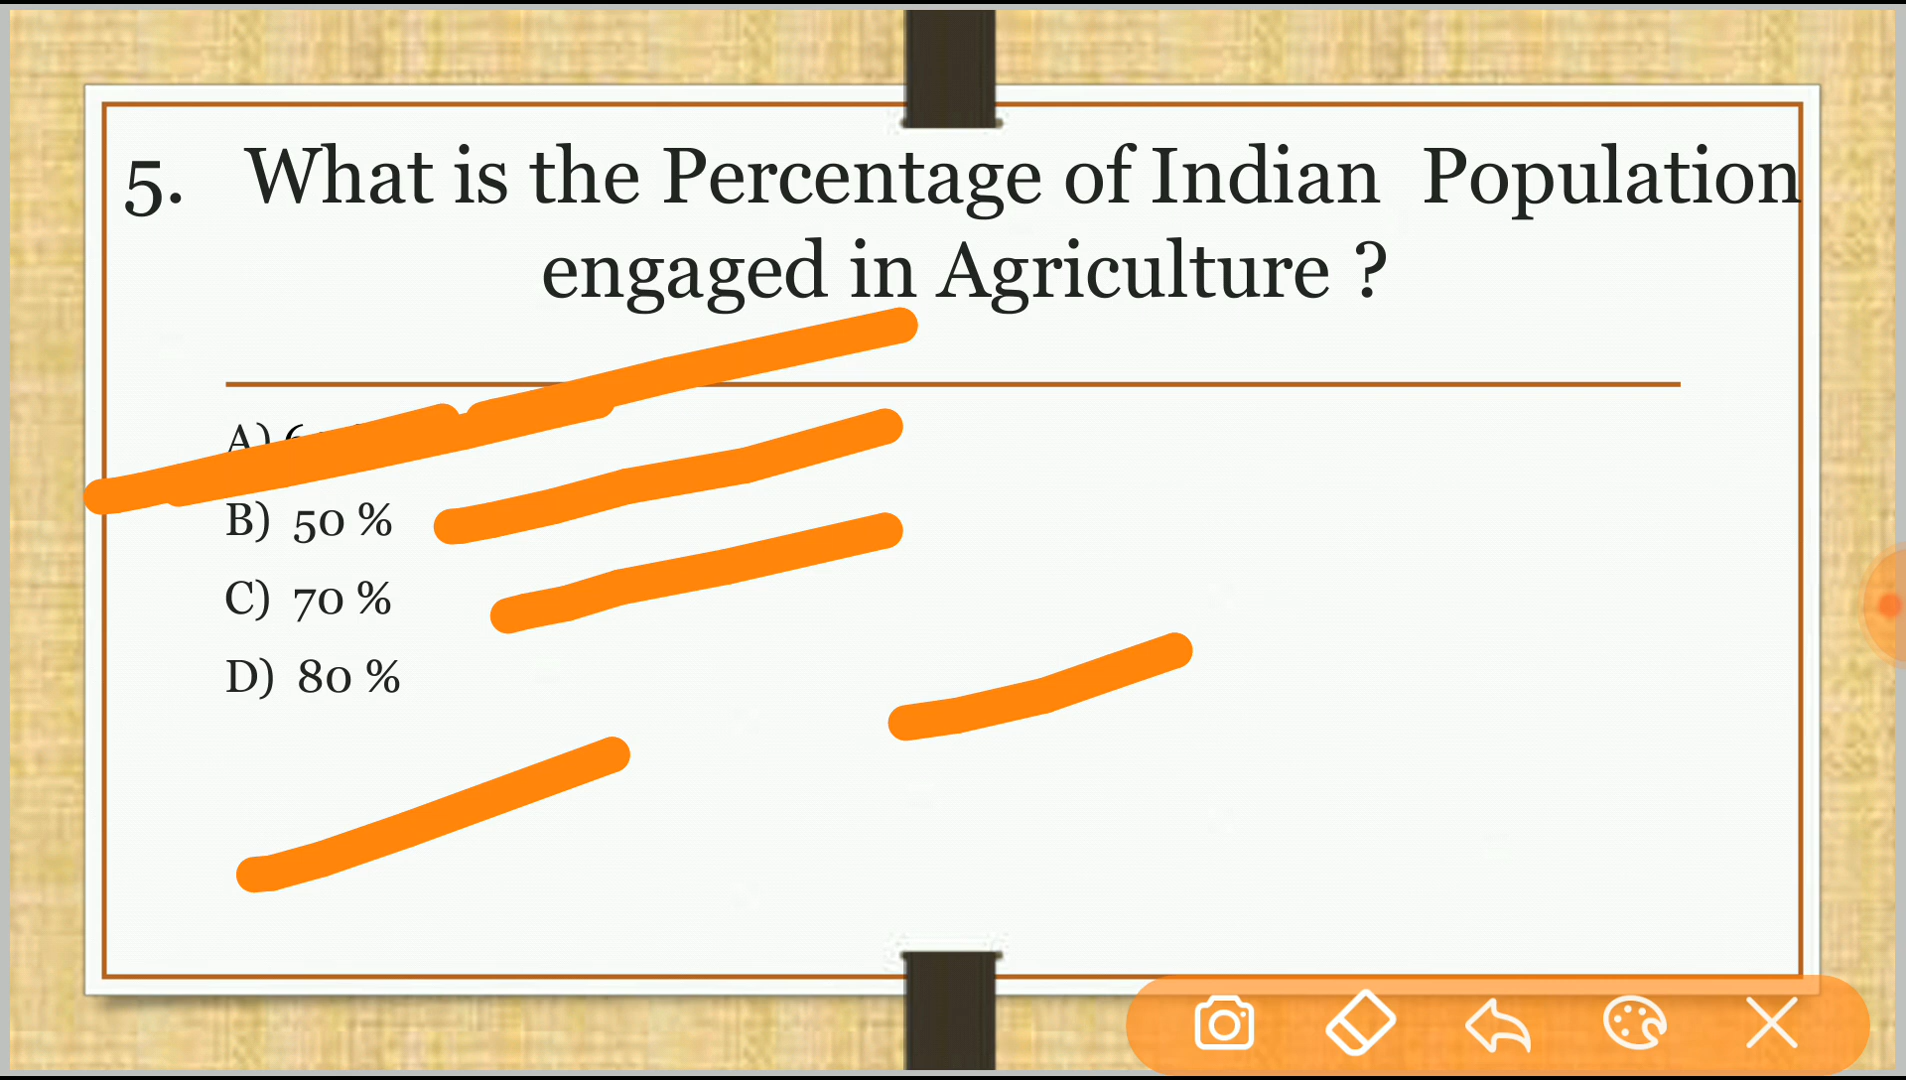 5. What is the Percentage of Indian Population
engaged in Agriculture ?
A)
B) 50 %
C) 70 %
D) 80 %